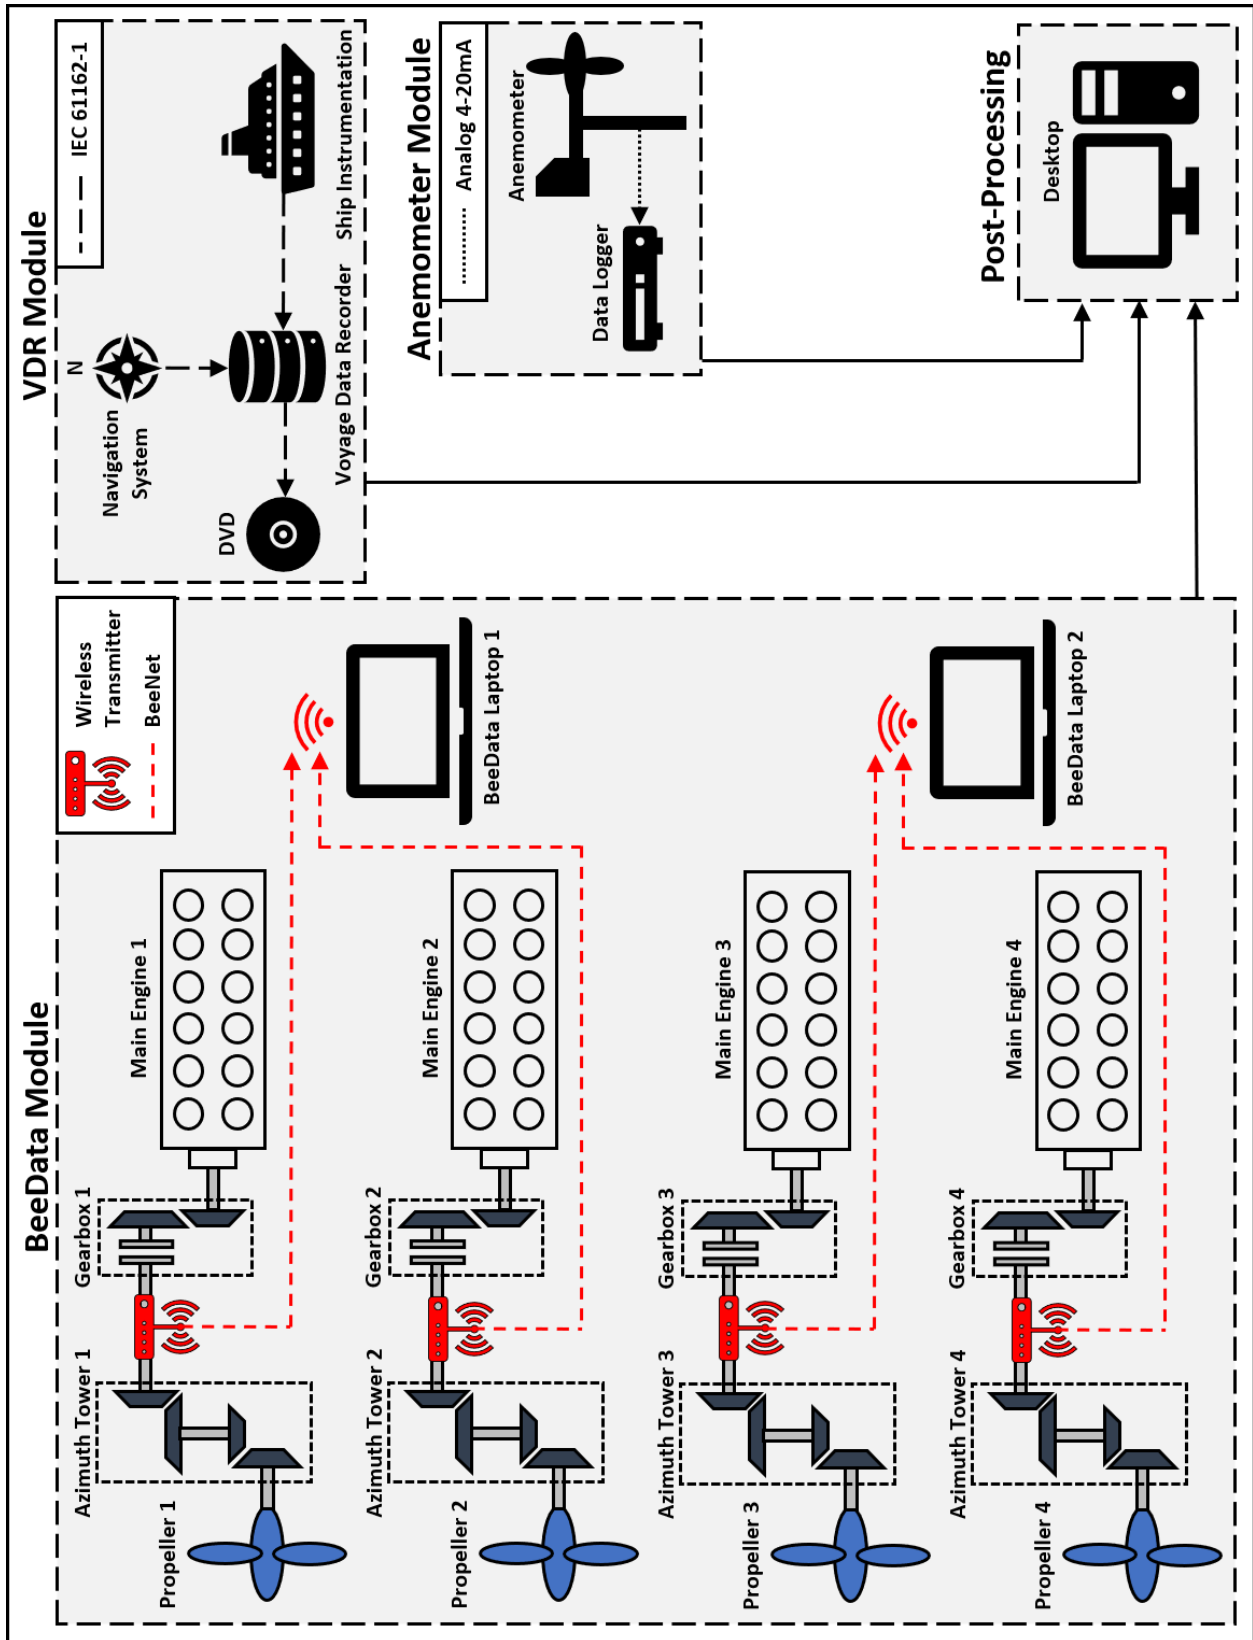 BeeData Module
Wireless
Transmitter
BeeNet
Azimuth Tower 1
Gearbox 1
Main Engine 1
Propeller 1
BeeData Laptop 1
Azimuth Tower 2
Gearbox 2
Main Engine 2
Propeller 2
Azimuth Tower 3
Gearbox 3
Main Engine 3
Propeller 3
BeeData Laptop 2
Azimuth Tower 4
Gearbox 4
Main Engine 4
Propeller 4
VDR Module
IEC 61162-1
N
Navigation
System
DVD
Voyage Data Recorder
Ship Instrumentation
Anemometer Module
Analog 4-20mA
Anemometer
Data Logger
Post-Processing
Desktop